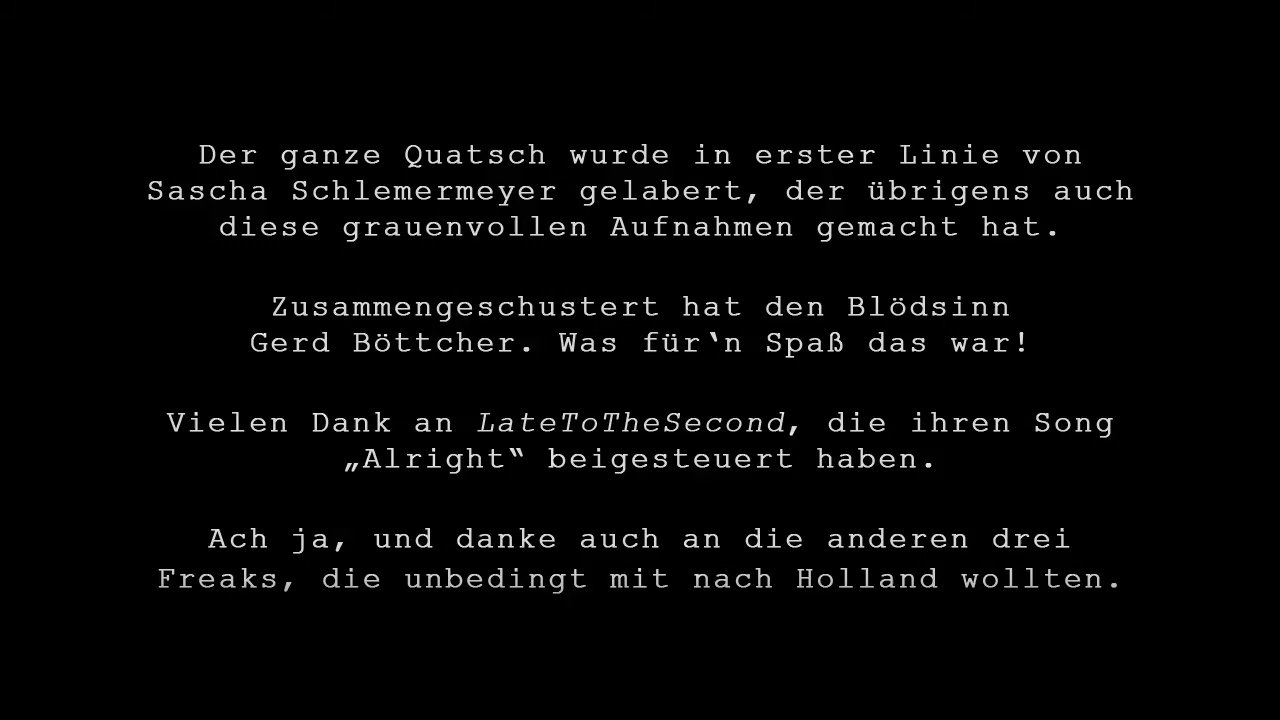 Der ganze Quatsch wurde in erster Linie von
Sascha Schlemermeyer gelabert, der übrigens auch
diese grauenvollen Aufnahmen gemacht hat.
Zusammengeschustert hat den Blödsinn
Gerd Böttcher. Was für‘n Spaß das war!
Vielen Dank an LateToTheSecond, die ihren Song
„Alright“ beigesteuert haben.
Ach ja, und danke auch an die anderen drei
Freaks, die unbedingt mit nach Holland wollten.